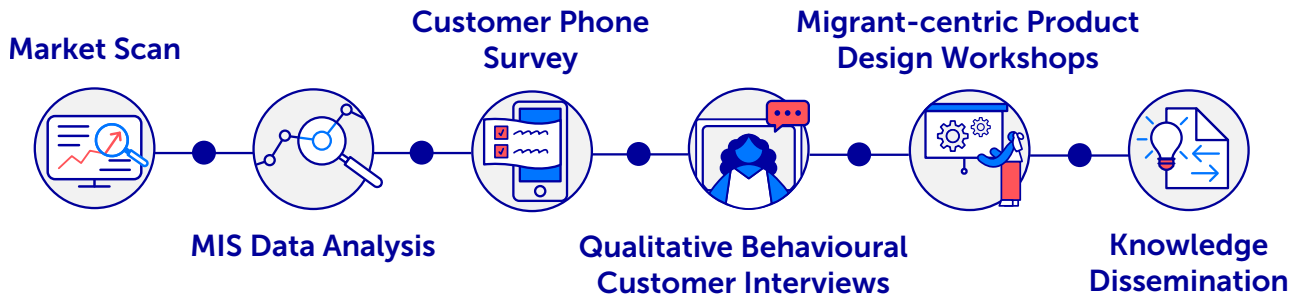 Market Scan
MIS Data Analysis
Customer Phone
Survey
Qualitative Behavioural
Customer Interviews
Migrant-centric Product
Design Workshops
Knowledge
Dissemination